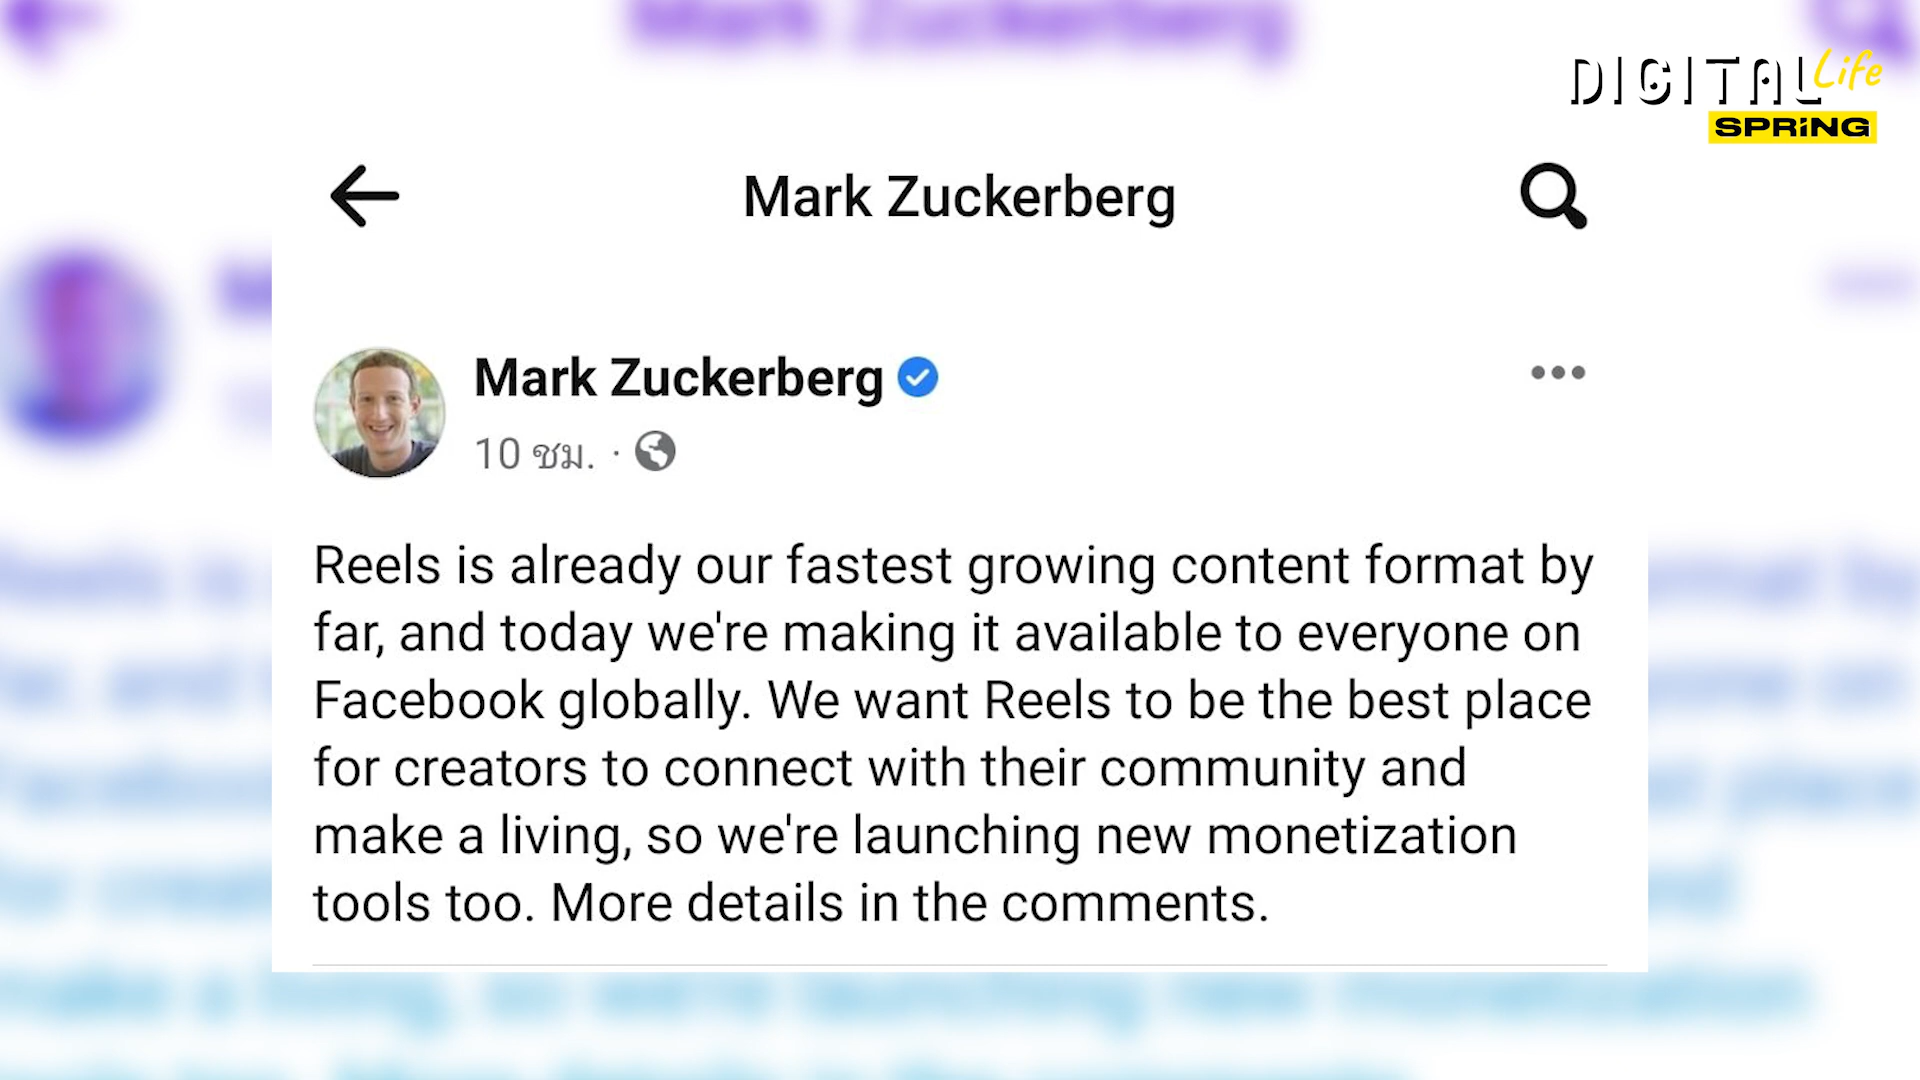 Mark Zuckerberg
DIGITAL Life
SPRiNG
Mark Zuckerberg
Mark Zuckerberg
10 ชม. ·
Reels is already our fastest growing content format by
far, and today we're making it available to everyone on
Facebook globally. We want Reels to be the best place
for creators to connect with their community and
make a living, so we're launching new monetization
tools too. More details in the comments.